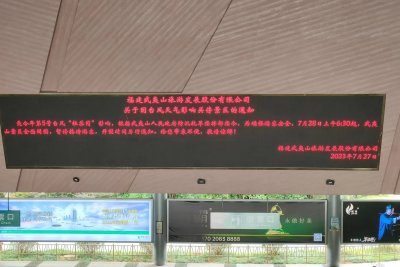 福建武夷山旅游发展股份有限公司
关于因台风天气影响关停景区的通知
受今年第5号台风“杜苏芮”影响，根据武夷山人民政府防汛抗旱指挥部指令，为确保游客安全，7月28日上午6:30起，武夷
山景区全面关园，暂停接待游客，开园时间另行通知。给您带来不便，敬请谅解！
福建武夷山旅游发展股份有限公司
2023年7月27日